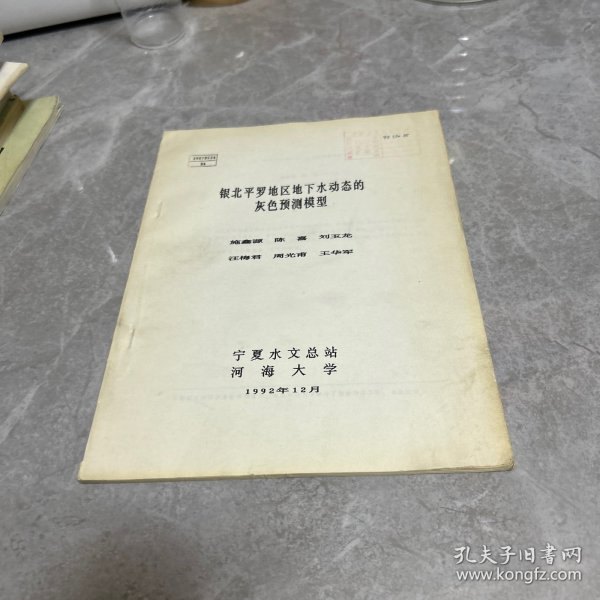 银北平罗地区地下水动态的
灰色预测模型
施鑫源 陈喜 刘玉龙
汪梅君 周光甫 王华军
宁夏水文总站
河海大学
1992年12月
孔夫子旧书网
www.kongfz.com